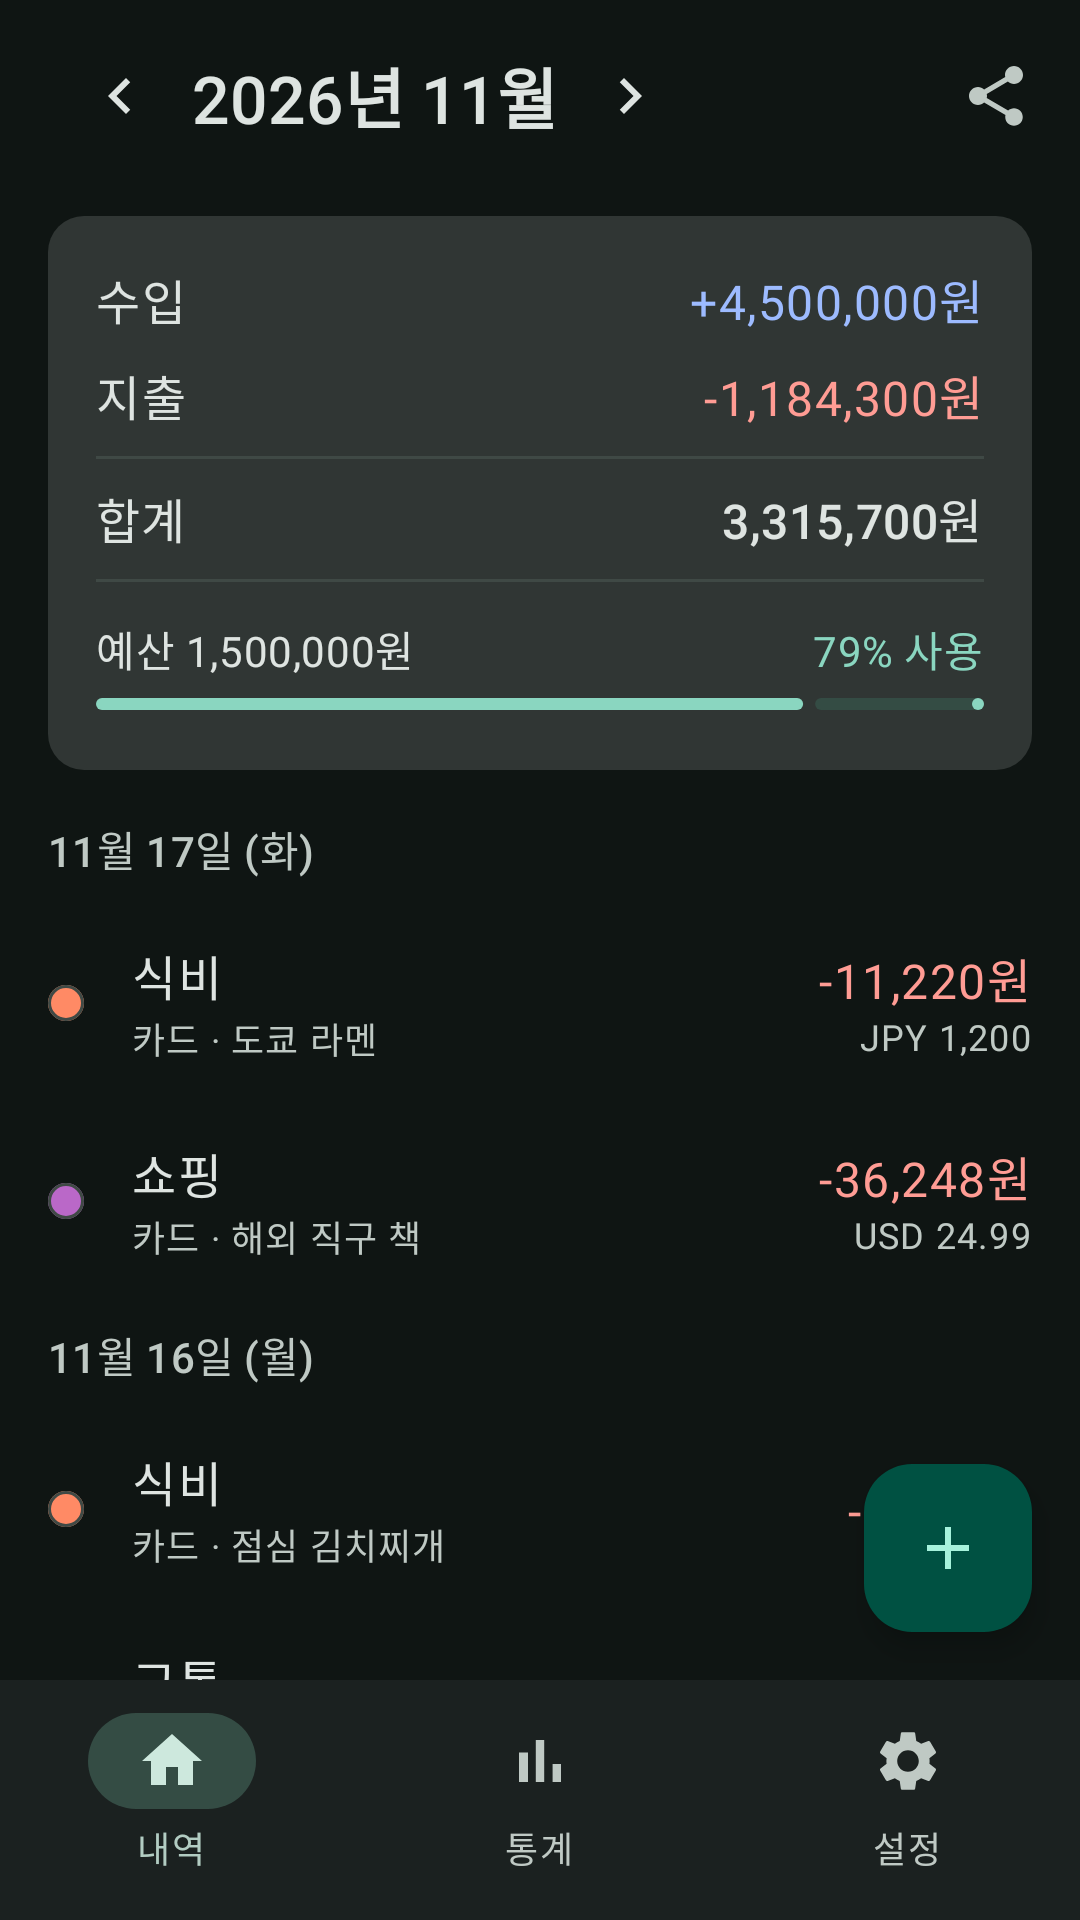 2026년 11월
수입 +4,500,000원
지출 -1,184,300원
합계 3,315,700원
예산 1,500,000원 79% 사용
11월 17일 (화)
식비 -11,220원
카드 · 도쿄 라멘 JPY 1,200
쇼핑 -36,248원
카드 · 해외 직구 책 USD 24.99
11월 16일 (월)
식비 -
카드 · 점심 김치찌개
내역 통계 설정